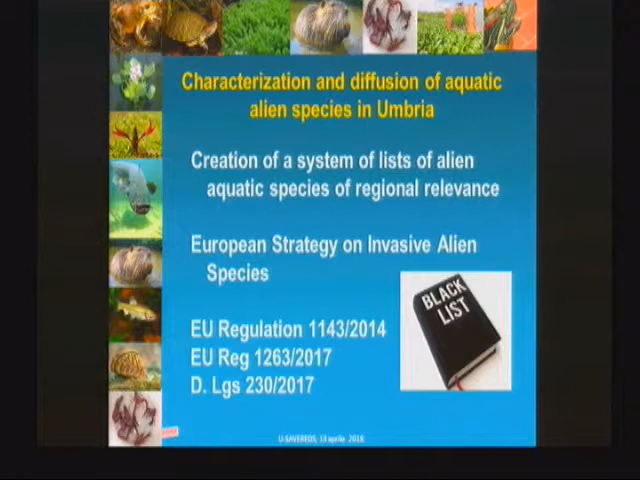 Characterization and diffusion of aquatic
alien species in Umbria
Creation of a system of lists of alien
aquatic species of regional relevance
European Strategy on Invasive Alien
Species
BLACK
LIST
EU Regulation 1143/2014
EU Reg 1263/2017
D. Lgs 230/2017